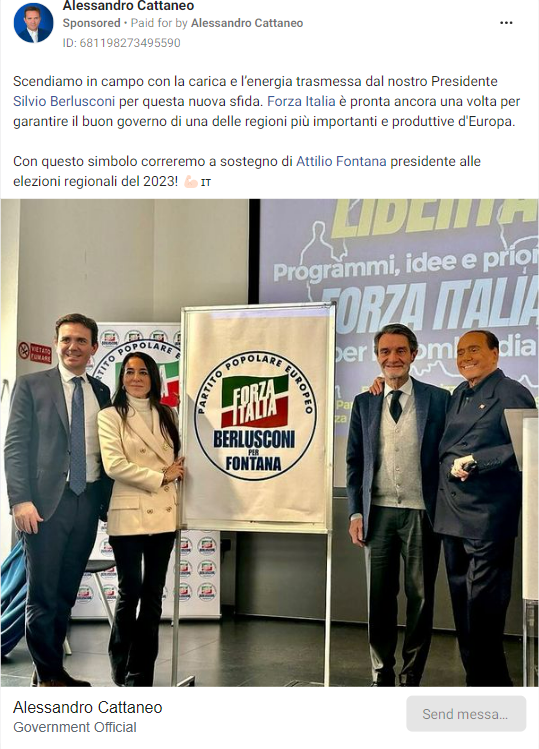 Alessandro Cattaneo
Sponsored • Paid for by Alessandro Cattaneo
ID: 681198273495590
Scendiamo in campo con la carica e l'energia trasmessa dal nostro Presidente
Silvio Berlusconi per questa nuova sfida. Forza Italia è pronta ancora una volta per
garantire il buon governo di una delle regioni più importanti e produttive d'Europa.
Con questo simbolo correremo a sostegno di Attilio Fontana presidente alle
elezioni regionali del 2023! 💪🏻 IT
LIBERTA
Programmi, idee e prior
FORZA ITALIA
per
dia
VIETATO
FUMARE
PARTITO POPOLARE EUROPEO
FORZA
ITALIA
BERLUSCONI
PER
FONTANA
Alessandro Cattaneo
Government Official
Send messa...